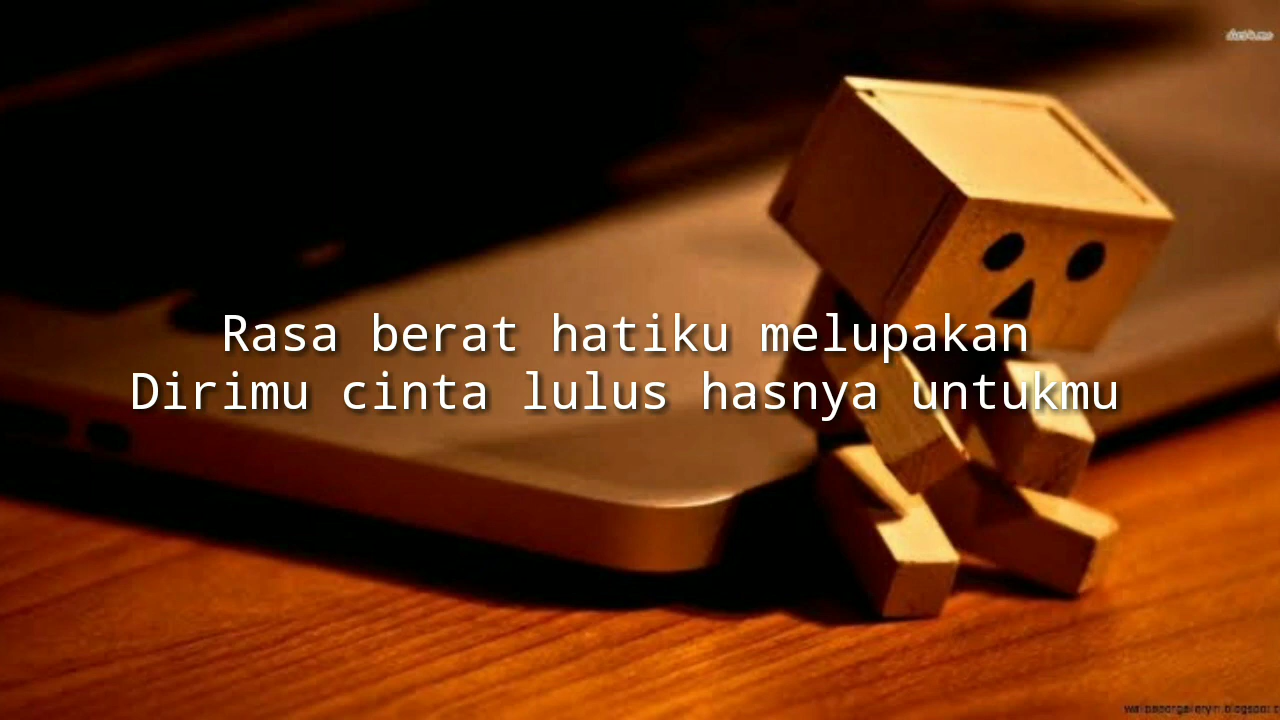 Rasa berat hatiku melupakan
Dirimu cinta lulus hasnya untukmu